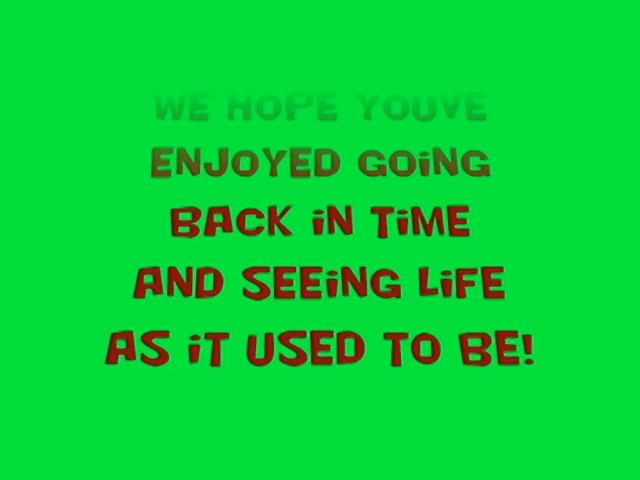 WE HOPE YOUVE
ENJOYED GOiNG
BACK iN TiME
AND SEEiNG LiFE
AS iT USED TO BE!